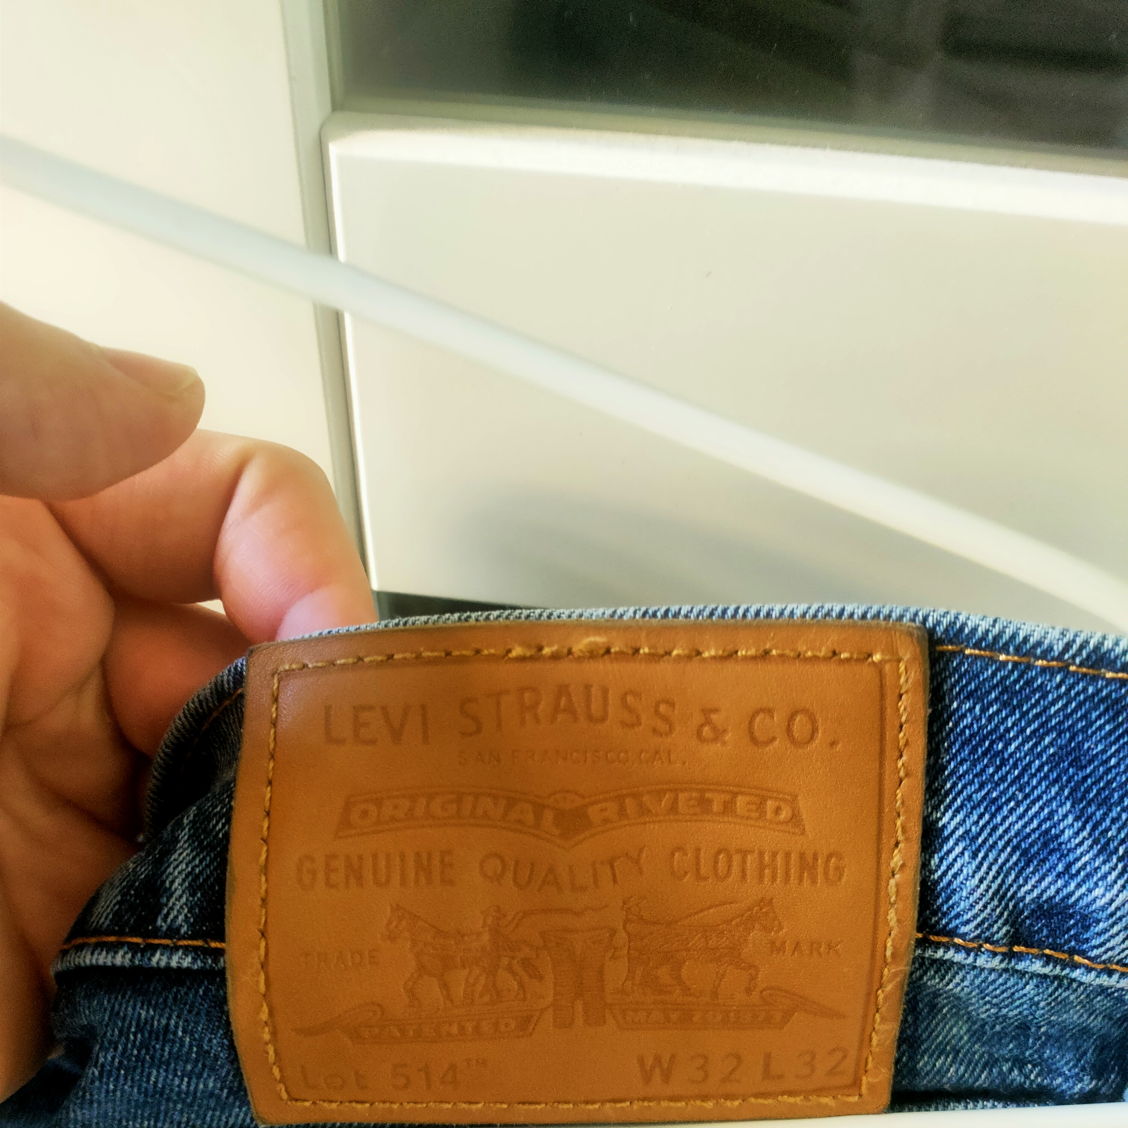 LEVI STRAUSS & CO.
SAN FRANCISCO, CAL.
ORIGINAL RIVETED
GENUINE QUALITY CLOTHING
TRADE MARK
PATENTED MAY 20 1873
Lot 514™ W32 L32